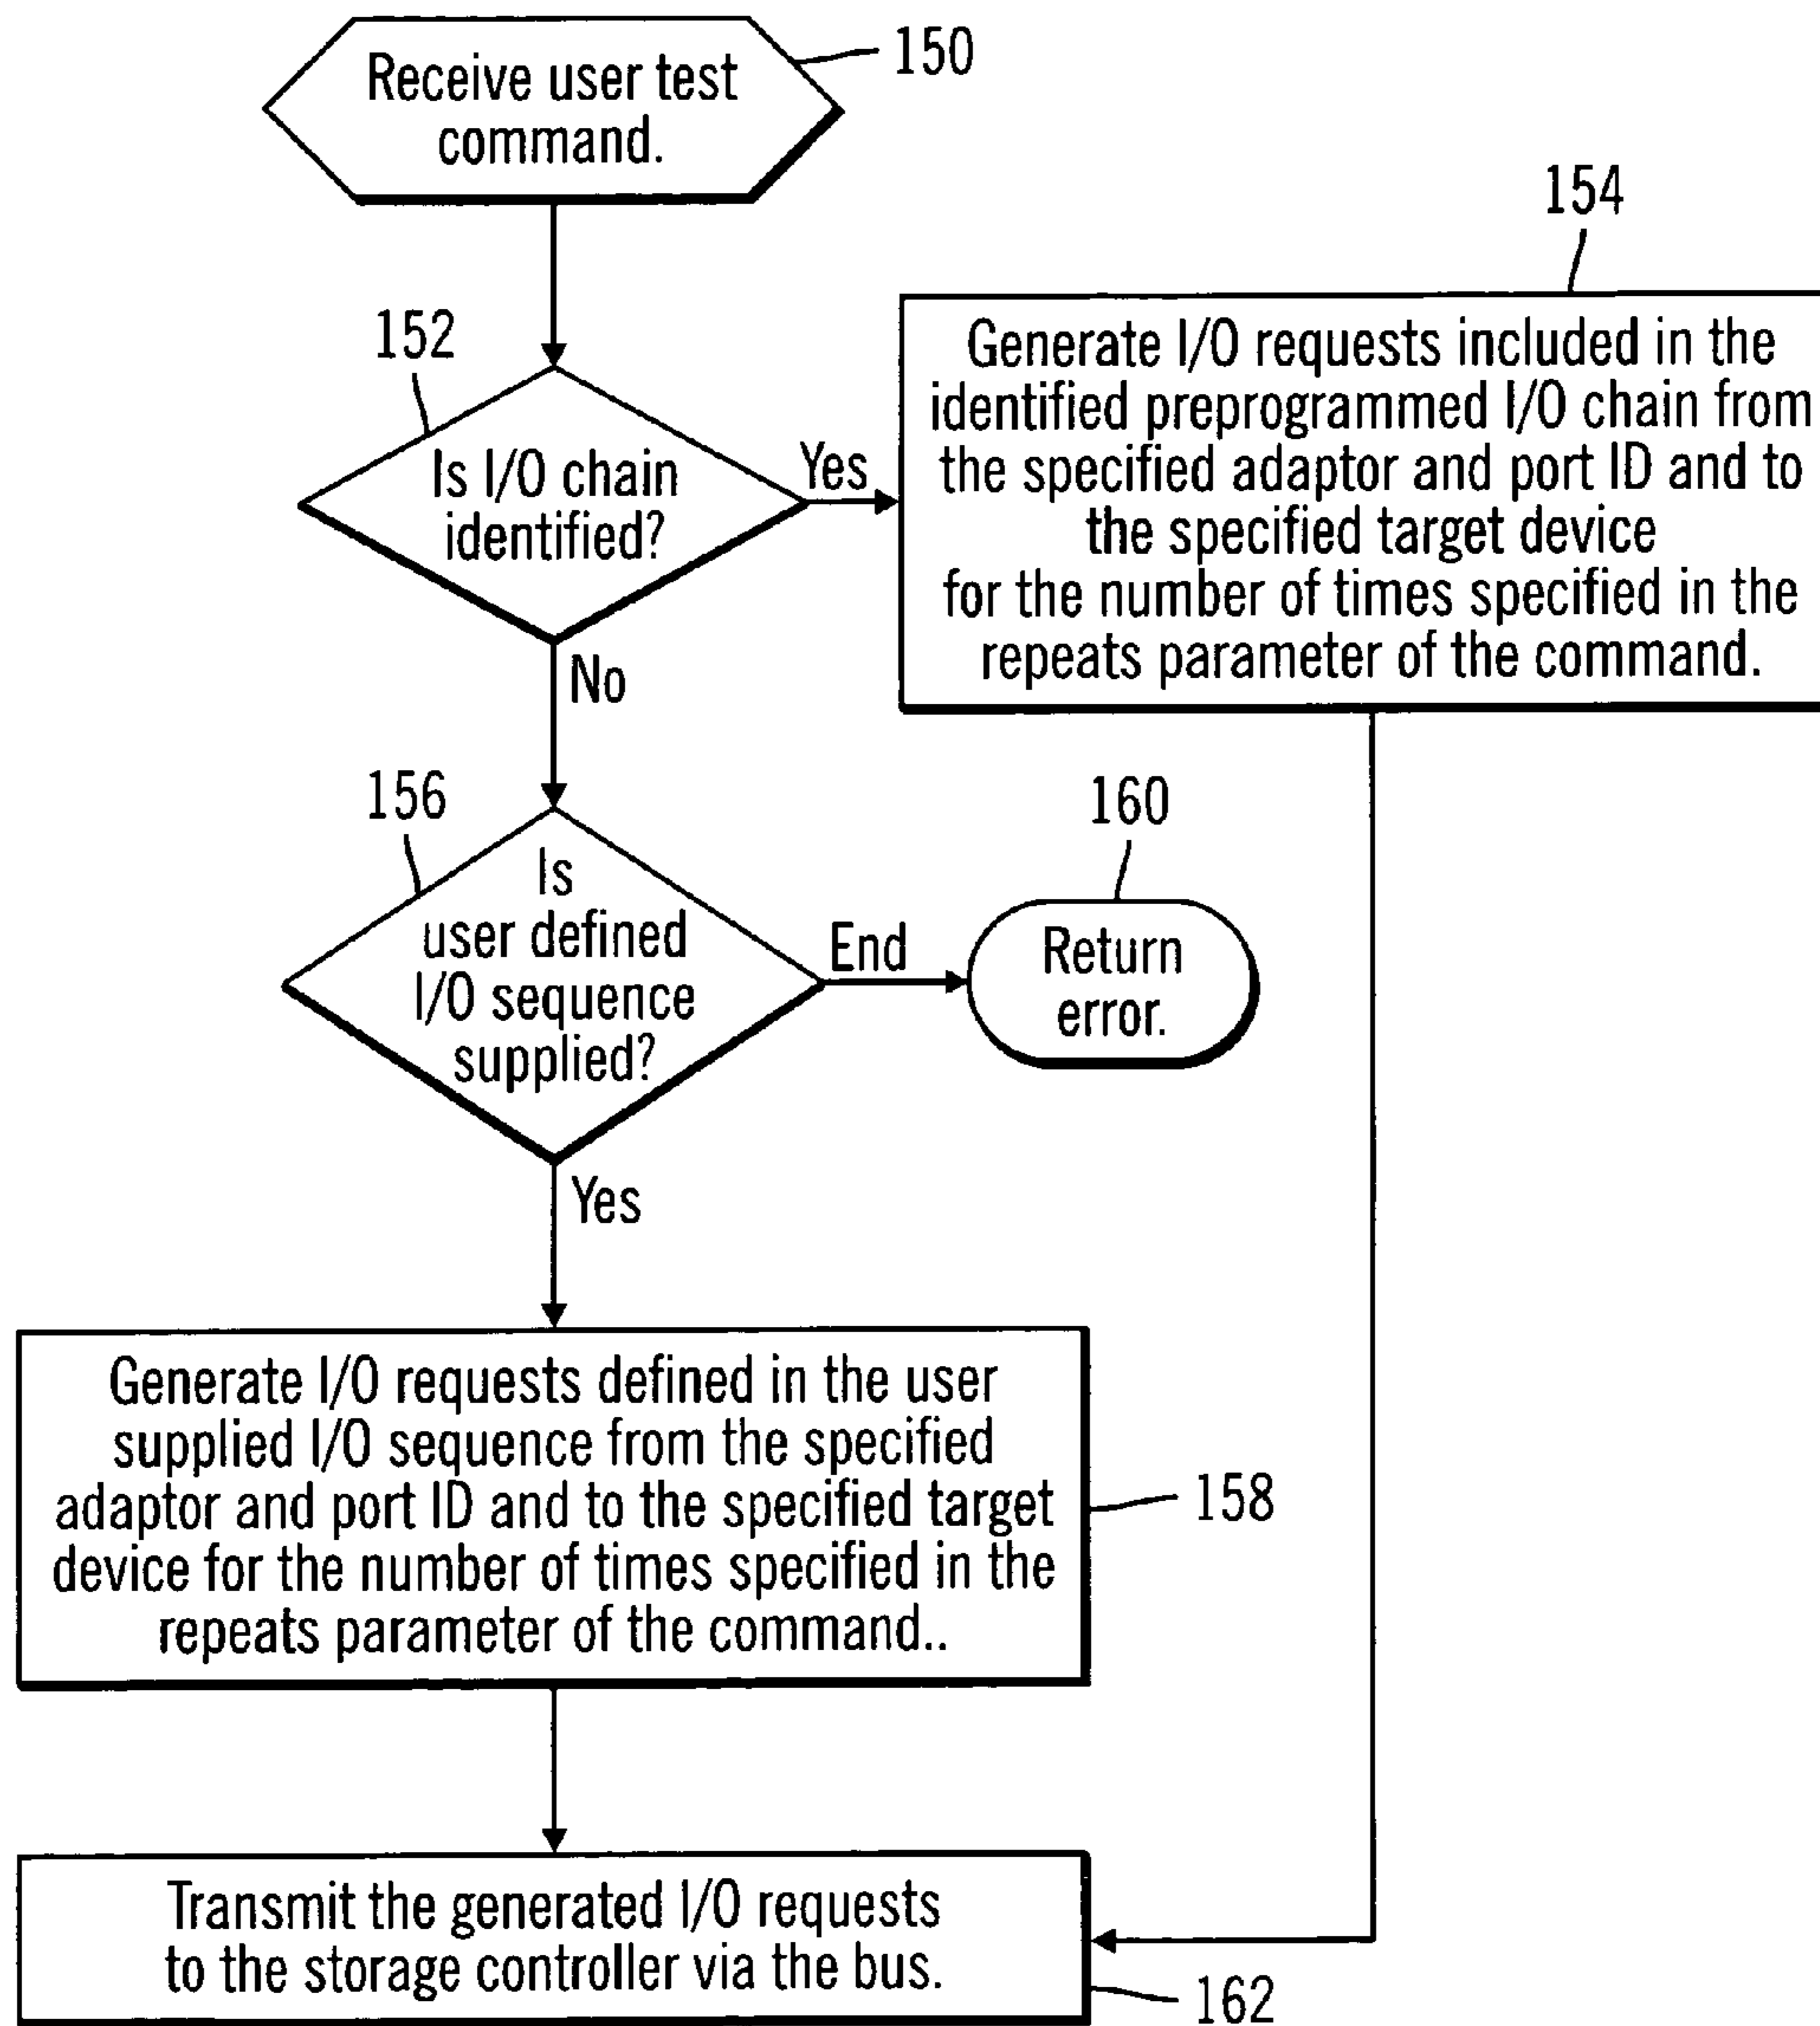 150
Receive user test
command.
154
152
Generate I/O requests included in the
identified preprogrammed I/O chain from
the specified adaptor and port ID and to
the specified target device
for the number of times specified in the
repeats parameter of the command.
Is I/O chain
identified?
Yes
No
156
160
Is
user defined
I/O sequence
supplied?
End
Return
error.
Yes
Generate I/O requests defined in the user
supplied I/O sequence from the specified
adaptor and port ID and to the specified target
device for the number of times specified in the
repeats parameter of the command..
158
Transmit the generated I/O requests
to the storage controller via the bus.
162